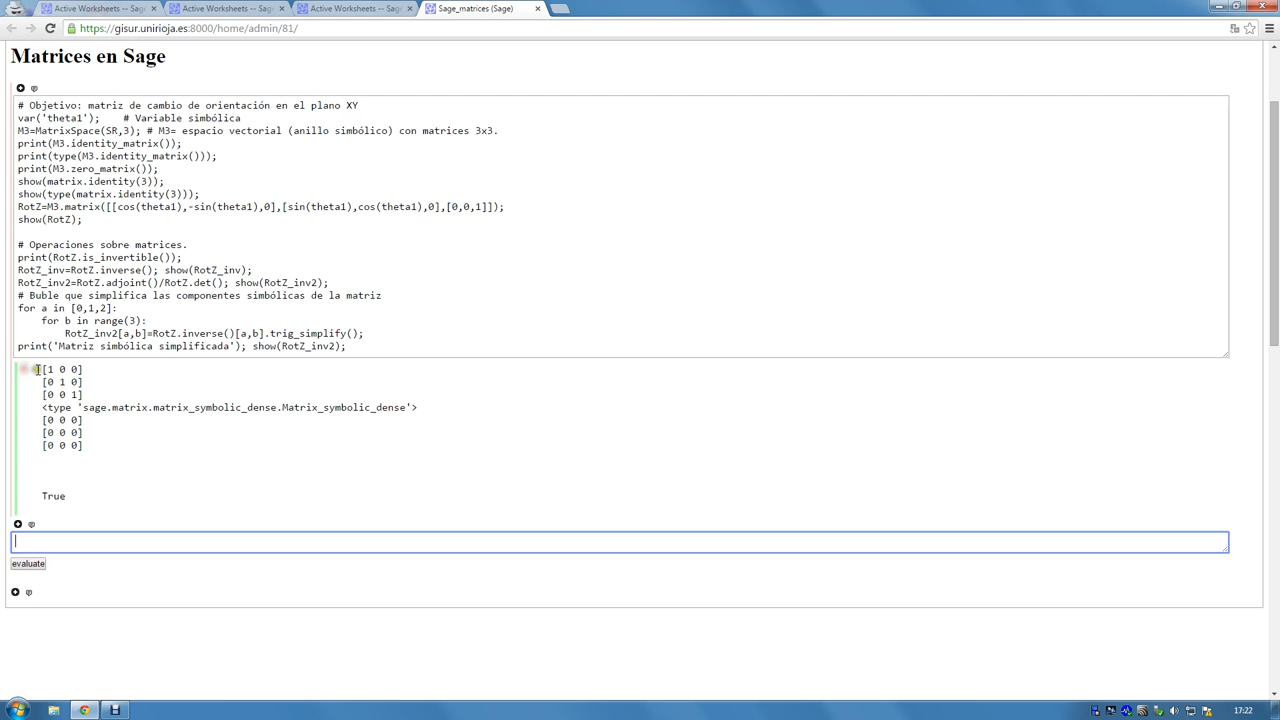 Active Worksheets -- Sag
Active Worksheets -- Sag
Active Worksheets -- Sag
Sage_matrices (Sage)
https://gisur.unirioja.es:8000/home/admin/81/
Matrices en Sage
# Objetivo: matriz de cambio de orientación en el plano XY
var('theta1');    # Variable simbólica
M3=MatrixSpace(SR,3); # M3= espacio vectorial (anillo simbólico) con matrices 3x3.
print(M3.identity_matrix());
print(type(M3.identity_matrix()));
print(M3.zero_matrix());
show(matrix.identity(3));
show(type(matrix.identity(3)));
RotZ=M3.matrix([[cos(theta1),-sin(theta1),0],[sin(theta1),cos(theta1),0],[0,0,1]]);
show(RotZ);
# Operaciones sobre matrices.
print(RotZ.is_invertible());
RotZ_inv=RotZ.inverse(); show(RotZ_inv);
RotZ_inv2=RotZ.adjoint()/RotZ.det(); show(RotZ_inv2);
# Buble que simplifica las componentes simbólicas de la matriz
for a in [0,1,2]:
    for b in range(3):
        RotZ_inv2[a,b]=RotZ.inverse()[a,b].trig_simplify();
print('Matriz simbólica simplificada'); show(RotZ_inv2);
[1 0 0]
[0 1 0]
[0 0 1]
<type 'sage.matrix.matrix_symbolic_dense.Matrix_symbolic_dense'>
[0 0 0]
[0 0 0]
[0 0 0]
True
evaluate
17:22